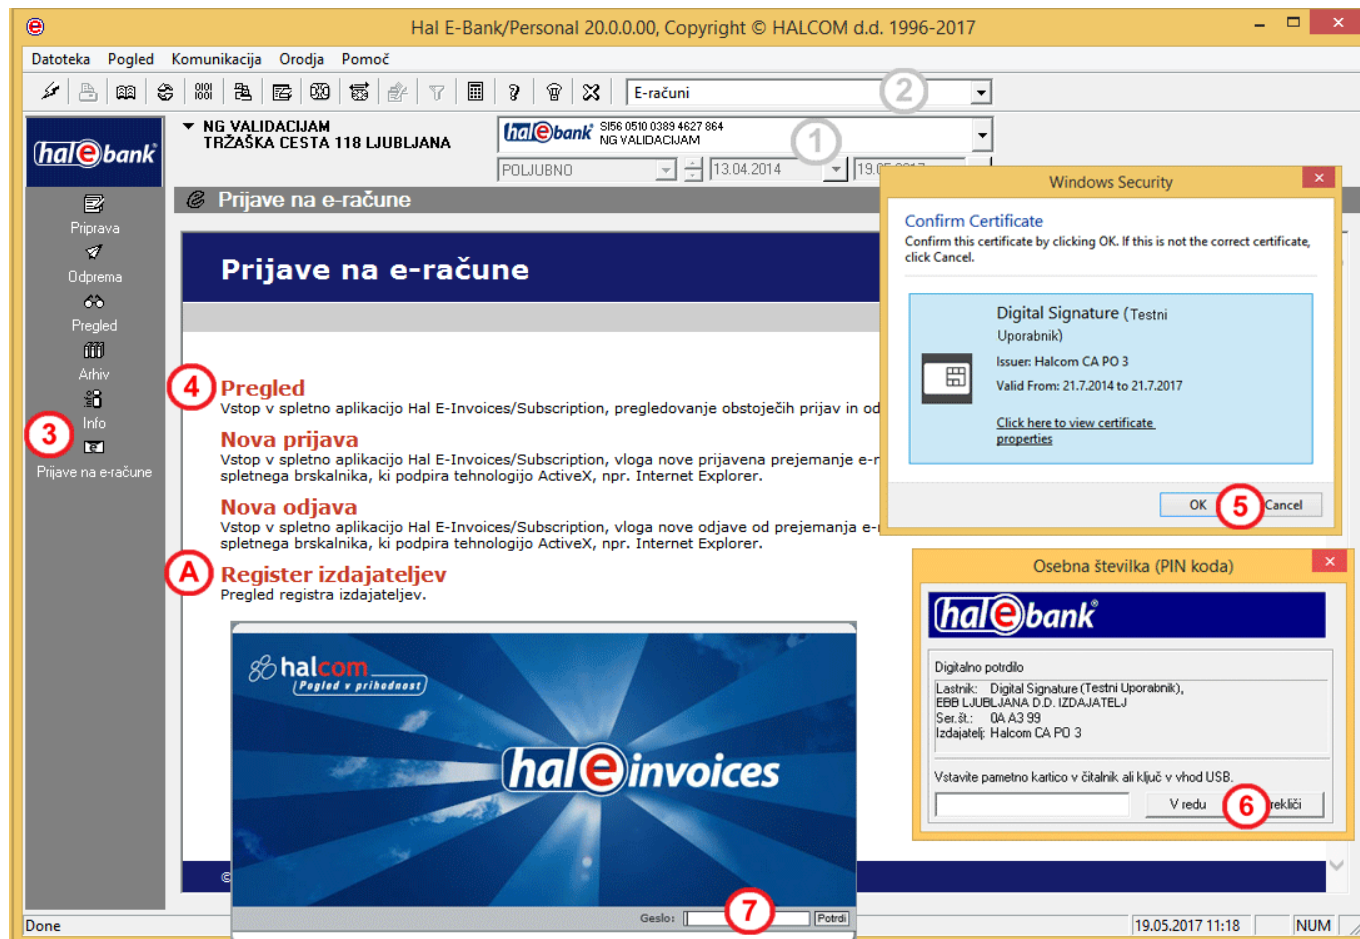 Hal E-Bank/Personal 20.0.0.00, Copyright © HALCOM d.d. 1996-2017
Datoteka Pogled Komunikacija Orodja Pomoč
E-računi
2
NG VALIDACIJAM
TRŽAŠKA CESTA 118 LJUBLJANA
hal e bank
SI56 0510 0389 4627 864
NG VALIDACIJAM
1
POLJUBNO
13.04.2014
hal e bank
Prijave na e-račune
Priprava
Odprema
Pregled
Arhiv
Info
3
Prijave na e-račune
Prijave na e-račune
4
Pregled
Vstop v spletno aplikacijo Hal E-Invoices/Subscription, pregledovanje obstoječih prijav in od
Nova prijava
Vstop v spletno aplikacijo Hal E-Invoices/Subscription, vloga nove prijavena prejemanje e-r
spletnega brskalnika, ki podpira tehnologijo ActiveX, npr. Internet Explorer.
Nova odjava
Vstop v spletno aplikacijo Hal E-Invoices/Subscription, vloga nove odjave od prejemanja e-
spletnega brskalnika, ki podpira tehnologijo ActiveX, npr. Internet Explorer.
A
Register izdajateljev
Pregled registra izdajateljev.
halcom
Pogled v prihodnost
hal e invoices
Geslo:
7
Potrdi
©
Windows Security
Confirm Certificate
Confirm this certificate by clicking OK. If this is not the correct certificate,
click Cancel.
Digital Signature (Testni
Uporabnik)
Issuer: Halcom CA PO 3
Valid From: 21.7.2014 to 21.7.2017
Click here to view certificate
properties
OK
5
Cancel
Osebna številka (PIN koda)
hal e bank®
Digitalno potrdilo
Lastnik: Digital Signature (Testni Uporabnik),
EBB LJUBLJANA D.D. IZDAJATELJ
Ser.št.: 0A A3 99
Izdajatelj: Halcom CA PO 3
Vstavite pametno kartico v čitalnik ali ključ v vhod USB.
V redu
6
rekliči
Done
19.05.2017 11:18
NUM